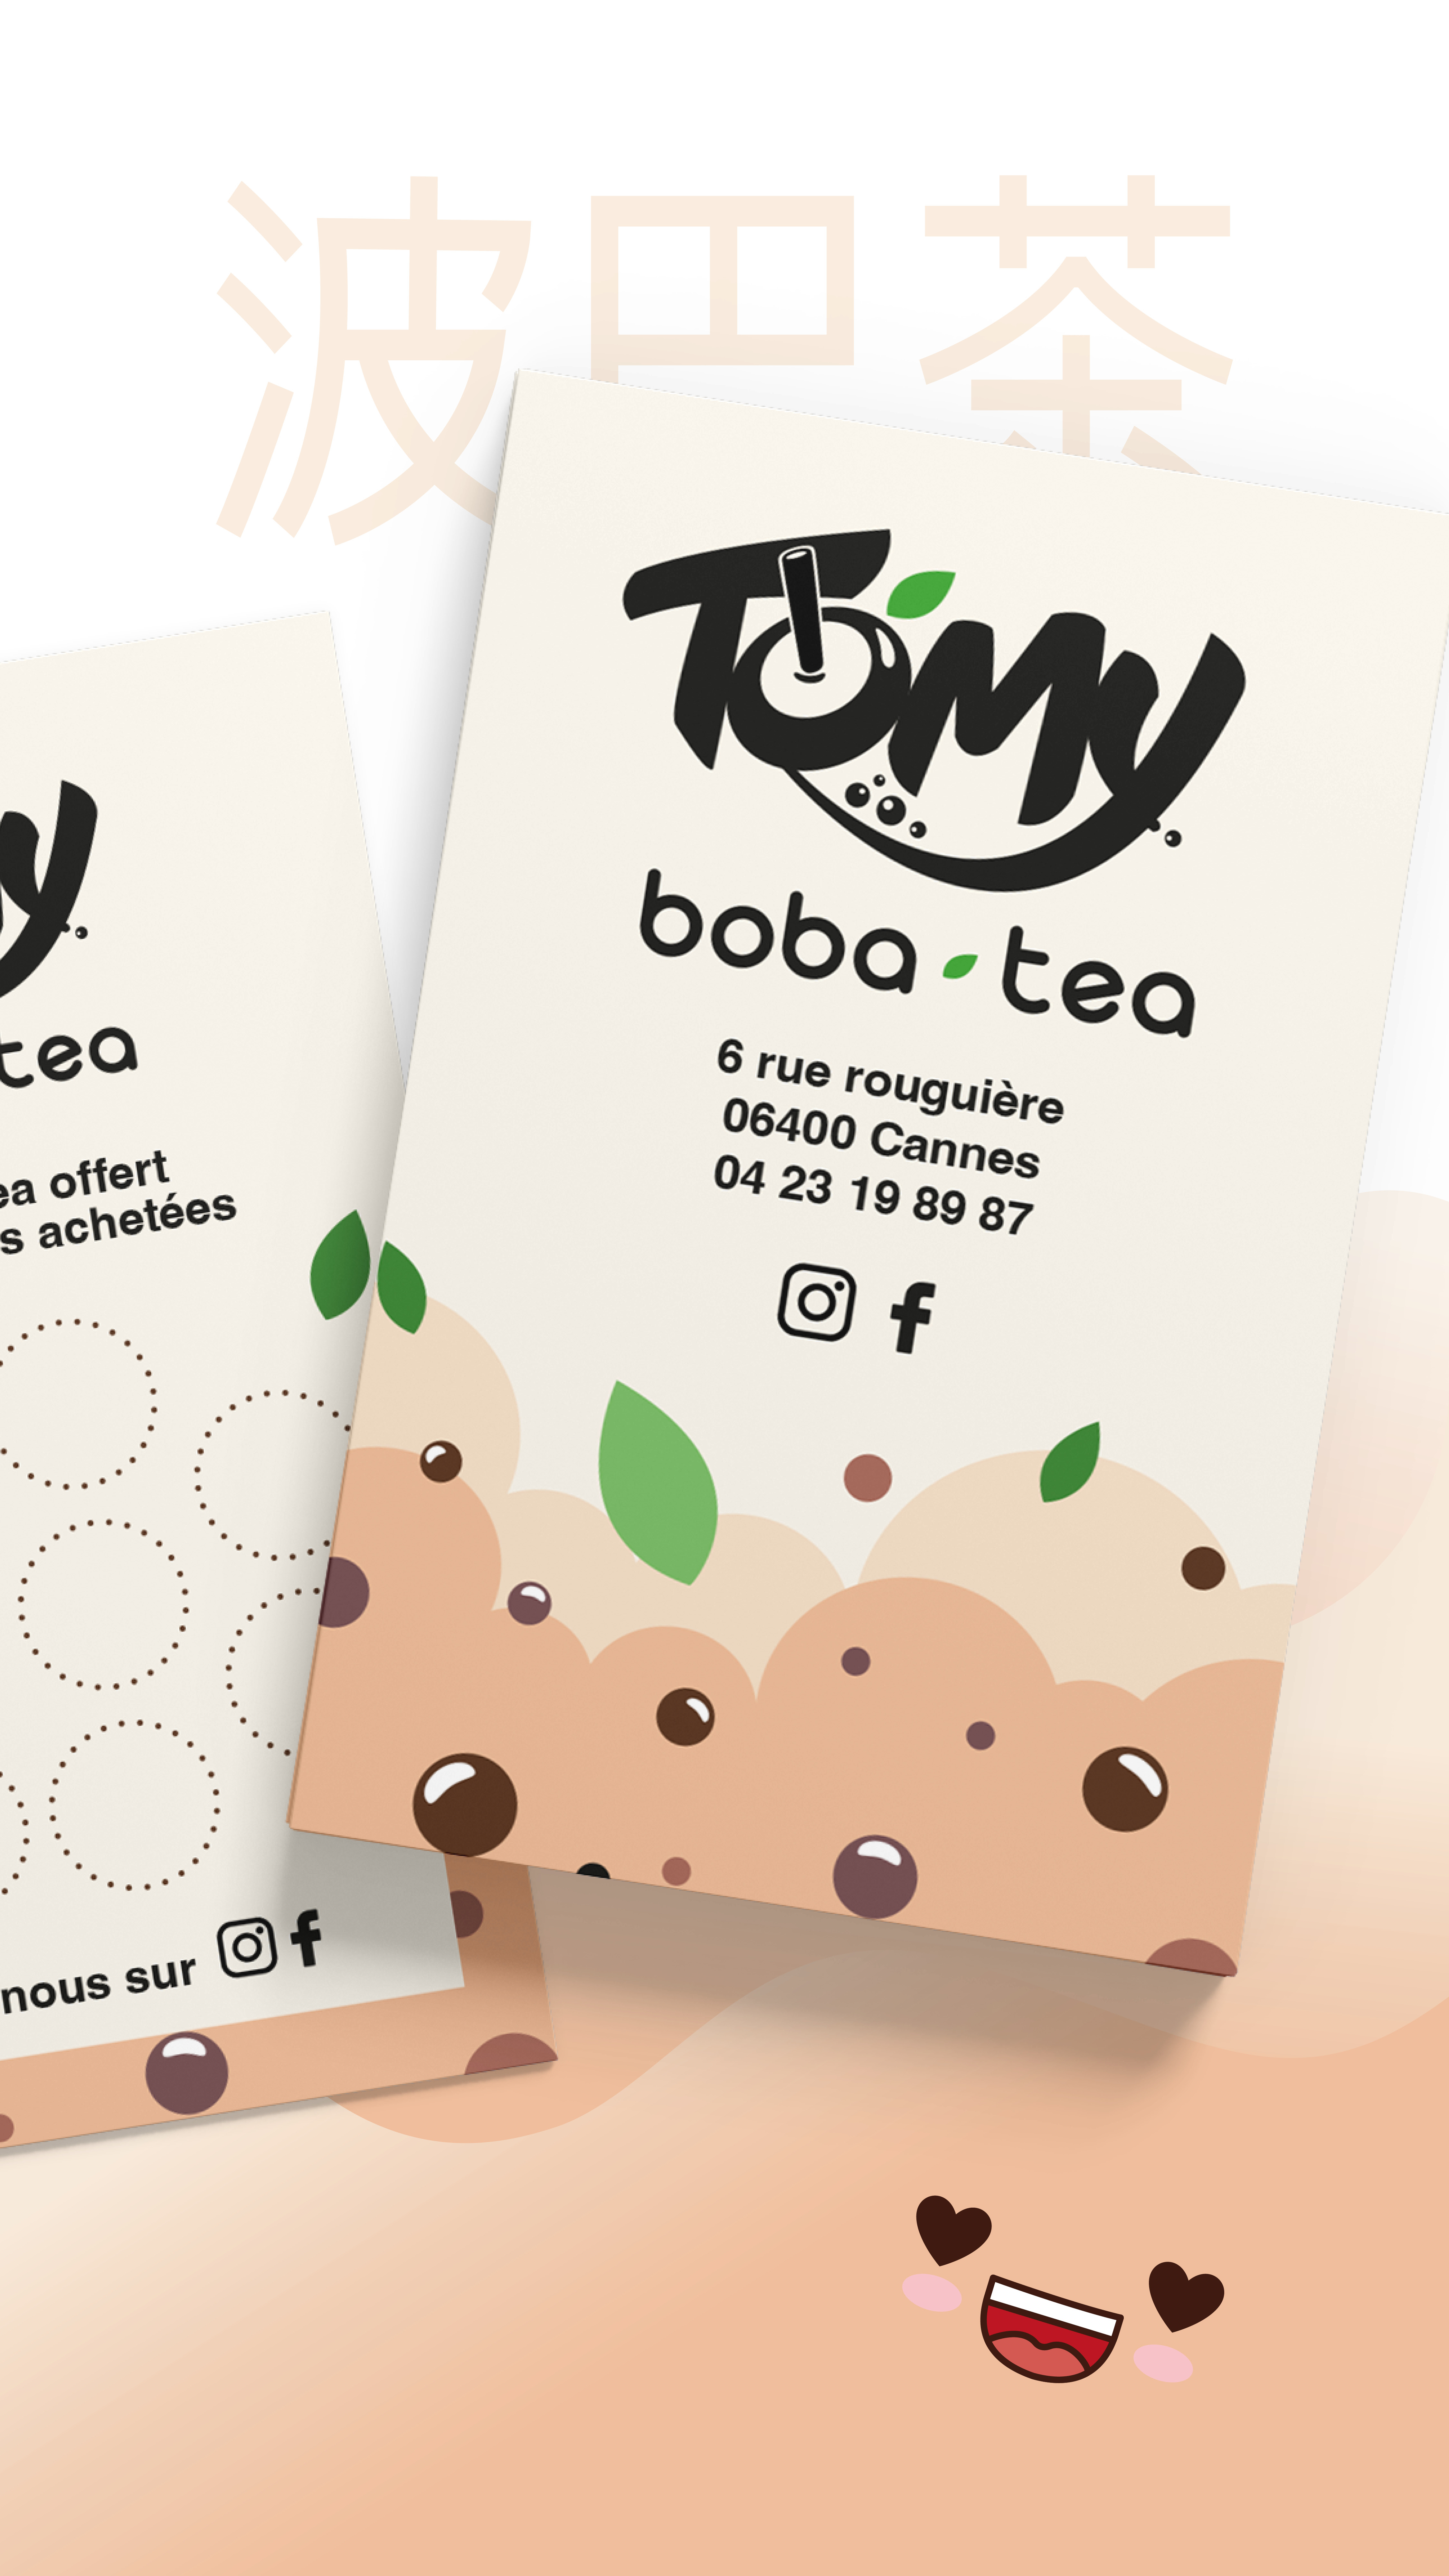 波巴茶
TOMY
boba tea
6 rue rouguière
06400 Cannes
04 23 19 89 87
y
tea
ea offert
s achetées
nous sur